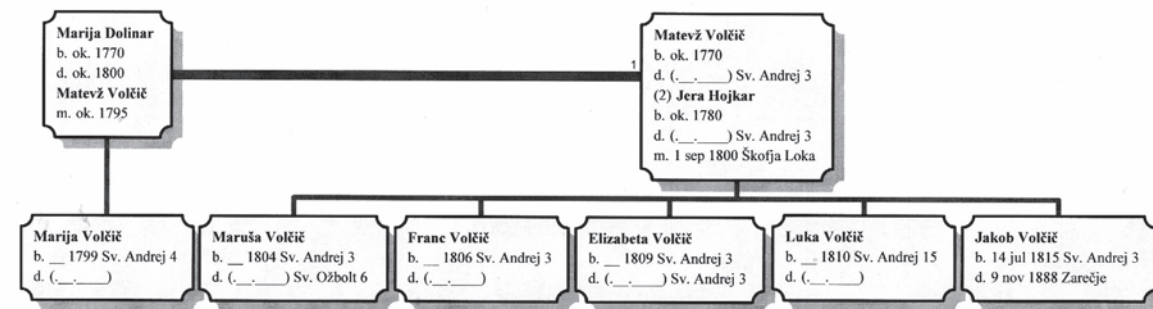 Marija Dolinar
b. ok. 1770
d. ok. 1800
Matevž Volčič
m. ok. 1795
1
Matevž Volčič
b. ok. 1770
d. (.__.____) Sv. Andrej 3
(2) Jera Hojkar
b. ok. 1780
d. (.__.____) Sv. Andrej 3
m. 1 sep 1800 Škofja Loka
Marija Volčič
b. __ 1799 Sv. Andrej 4
d. (.__.____)
Maruša Volčič
b. __ 1804 Sv. Andrej 3
d. (.__.____) Sv. Ožbolt 6
Franc Volčič
b. __ 1806 Sv. Andrej 3
d. (.__.____)
Elizabeta Volčič
b. __ 1809 Sv. Andrej 3
d. (.__.____) Sv. Andrej 3
Luka Volčič
b. __ 1810 Sv. Andrej 15
d. (.__.____)
Jakob Volčič
b. 14 jul 1815 Sv. Andrej 3
d. 9 nov 1888 Zarečje